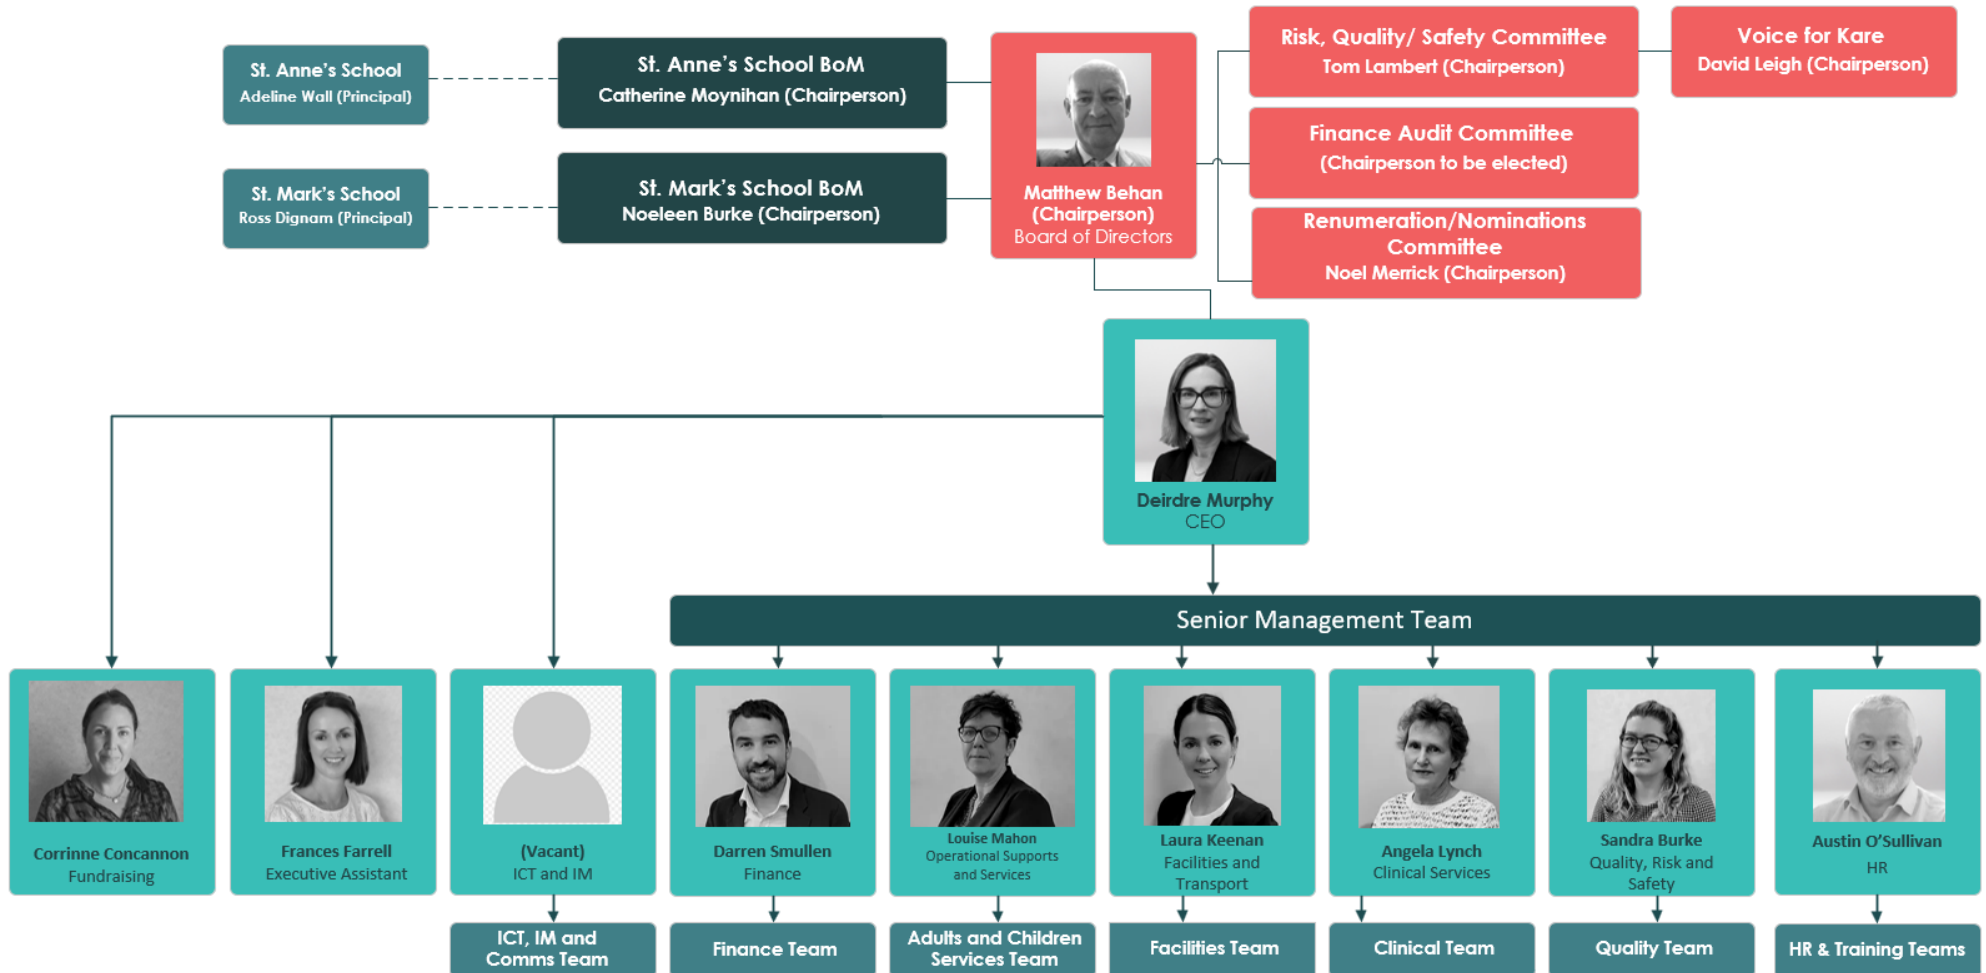 St. Anne's School
Adeline Wall (Principal)
St. Anne's School BoM
Catherine Moynihan (Chairperson)
St. Mark's School
Ross Dignam (Principal)
St. Mark's School BoM
Noeleen Burke (Chairperson)
Matthew Behan
(Chairperson)
Board of Directors
Risk, Quality/ Safety Committee
Tom Lambert (Chairperson)
Voice for Kare
David Leigh (Chairperson)
Finance Audit Committee
(Chairperson to be elected)
Renumeration/Nominations
Committee
Noel Merrick (Chairperson)
Deirdre Murphy
CEO
Senior Management Team
Corrinne Concannon
Fundraising
Frances Farrell
Executive Assistant
(Vacant)
ICT and IM
Darren Smullen
Finance
Louise Mahon
Operational Supports
and Services
Laura Keenan
Facilities and
Transport
Angela Lynch
Clinical Services
Sandra Burke
Quality, Risk and
Safety
Austin O'Sullivan
HR
ICT, IM and
Comms Team
Finance Team
Adults and Children
Services Team
Facilities Team
Clinical Team
Quality Team
HR & Training Teams